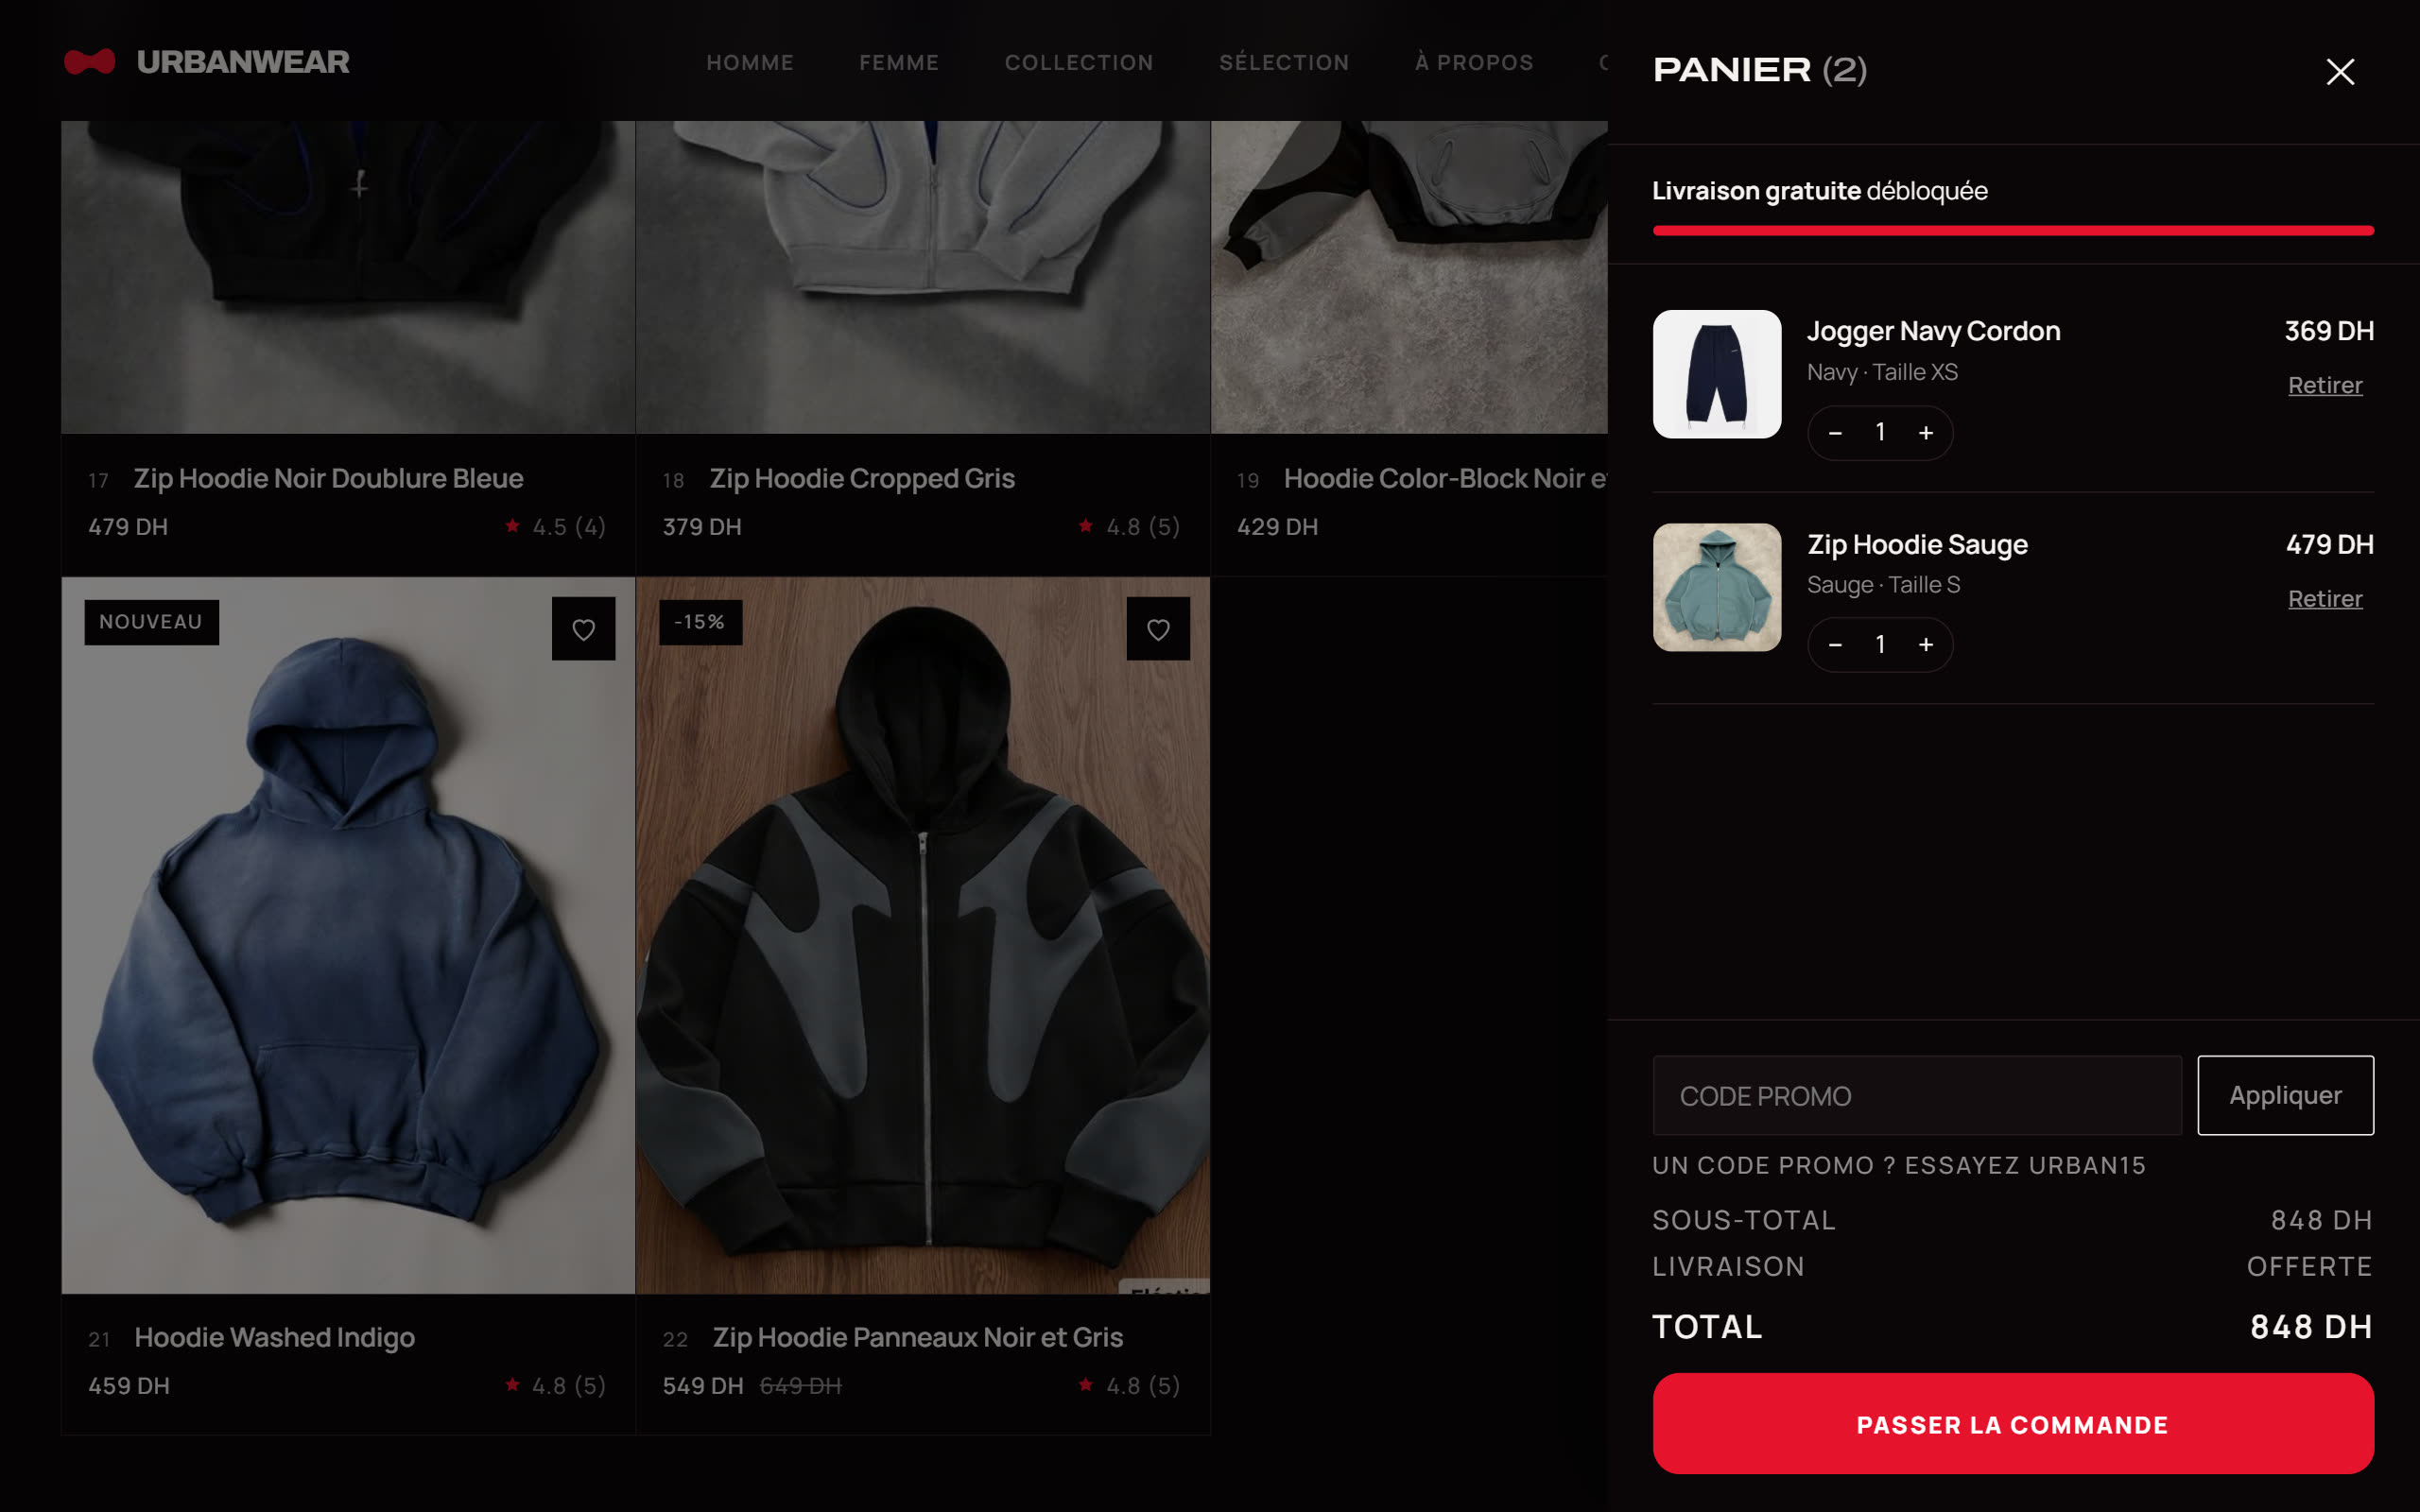 URBANWEAR
HOMME FEMME COLLECTION SÉLECTION À PROPOS
17 Zip Hoodie Noir Doublure Bleue
479 DH ★ 4.5 (4)
18 Zip Hoodie Cropped Gris
379 DH ★ 4.8 (5)
19 Hoodie Color-Block Noir et
429 DH
NOUVEAU
21 Hoodie Washed Indigo
459 DH ★ 4.8 (5)
-15%
22 Zip Hoodie Panneaux Noir et Gris
549 DH 649 DH ★ 4.8 (5)
PANIER (2)
Livraison gratuite débloquée
Jogger Navy Cordon 369 DH
Navy · Taille XS Retirer
− 1 +
Zip Hoodie Sauge 479 DH
Sauge · Taille S Retirer
− 1 +
CODE PROMO Appliquer
UN CODE PROMO ? ESSAYEZ URBAN15
SOUS-TOTAL 848 DH
LIVRAISON OFFERTE
TOTAL 848 DH
PASSER LA COMMANDE